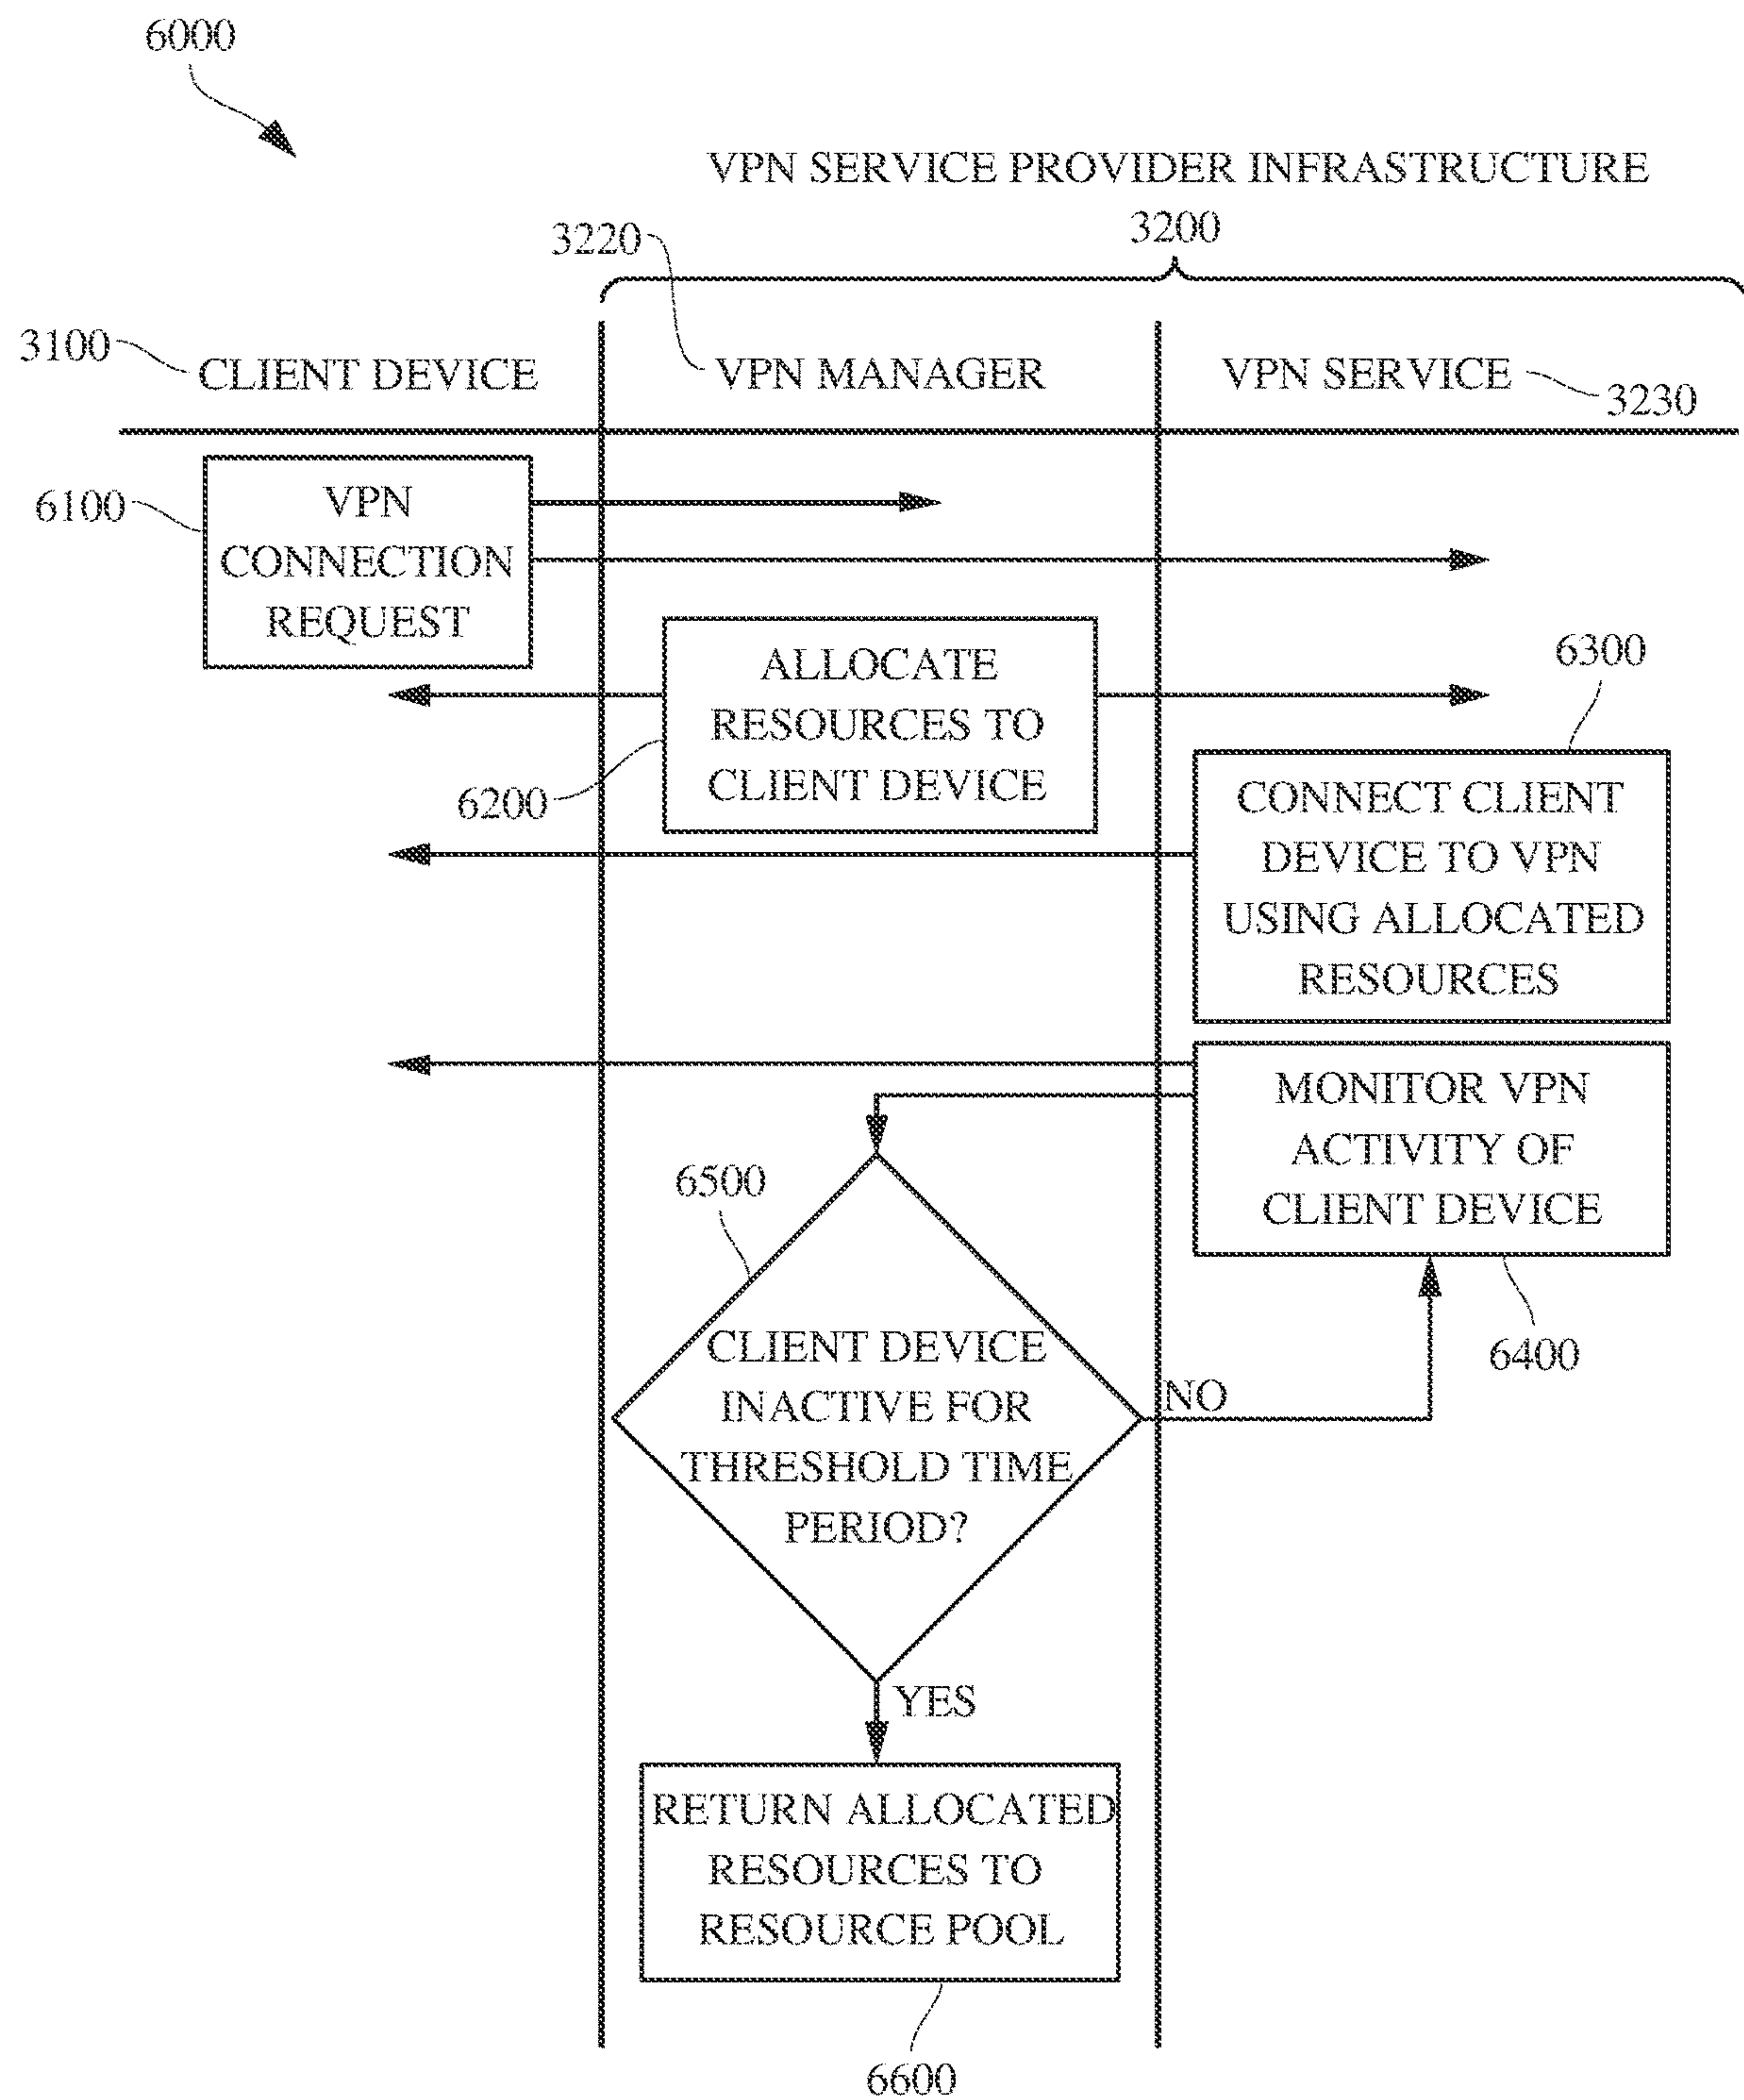 6000
VPN SERVICE PROVIDER INFRASTRUCTURE
3200
3220
3100
CLIENT DEVICE
VPN MANAGER
VPN SERVICE
3230
6100
VPN
CONNECTION
REQUEST
6200
ALLOCATE
RESOURCES TO
CLIENT DEVICE
6300
CONNECT CLIENT
DEVICE TO VPN
USING ALLOCATED
RESOURCES
MONITOR VPN
ACTIVITY OF
CLIENT DEVICE
6400
6500
CLIENT DEVICE
INACTIVE FOR
THRESHOLD TIME
PERIOD?
NO
YES
RETURN ALLOCATED
RESOURCES TO
RESOURCE POOL
6600